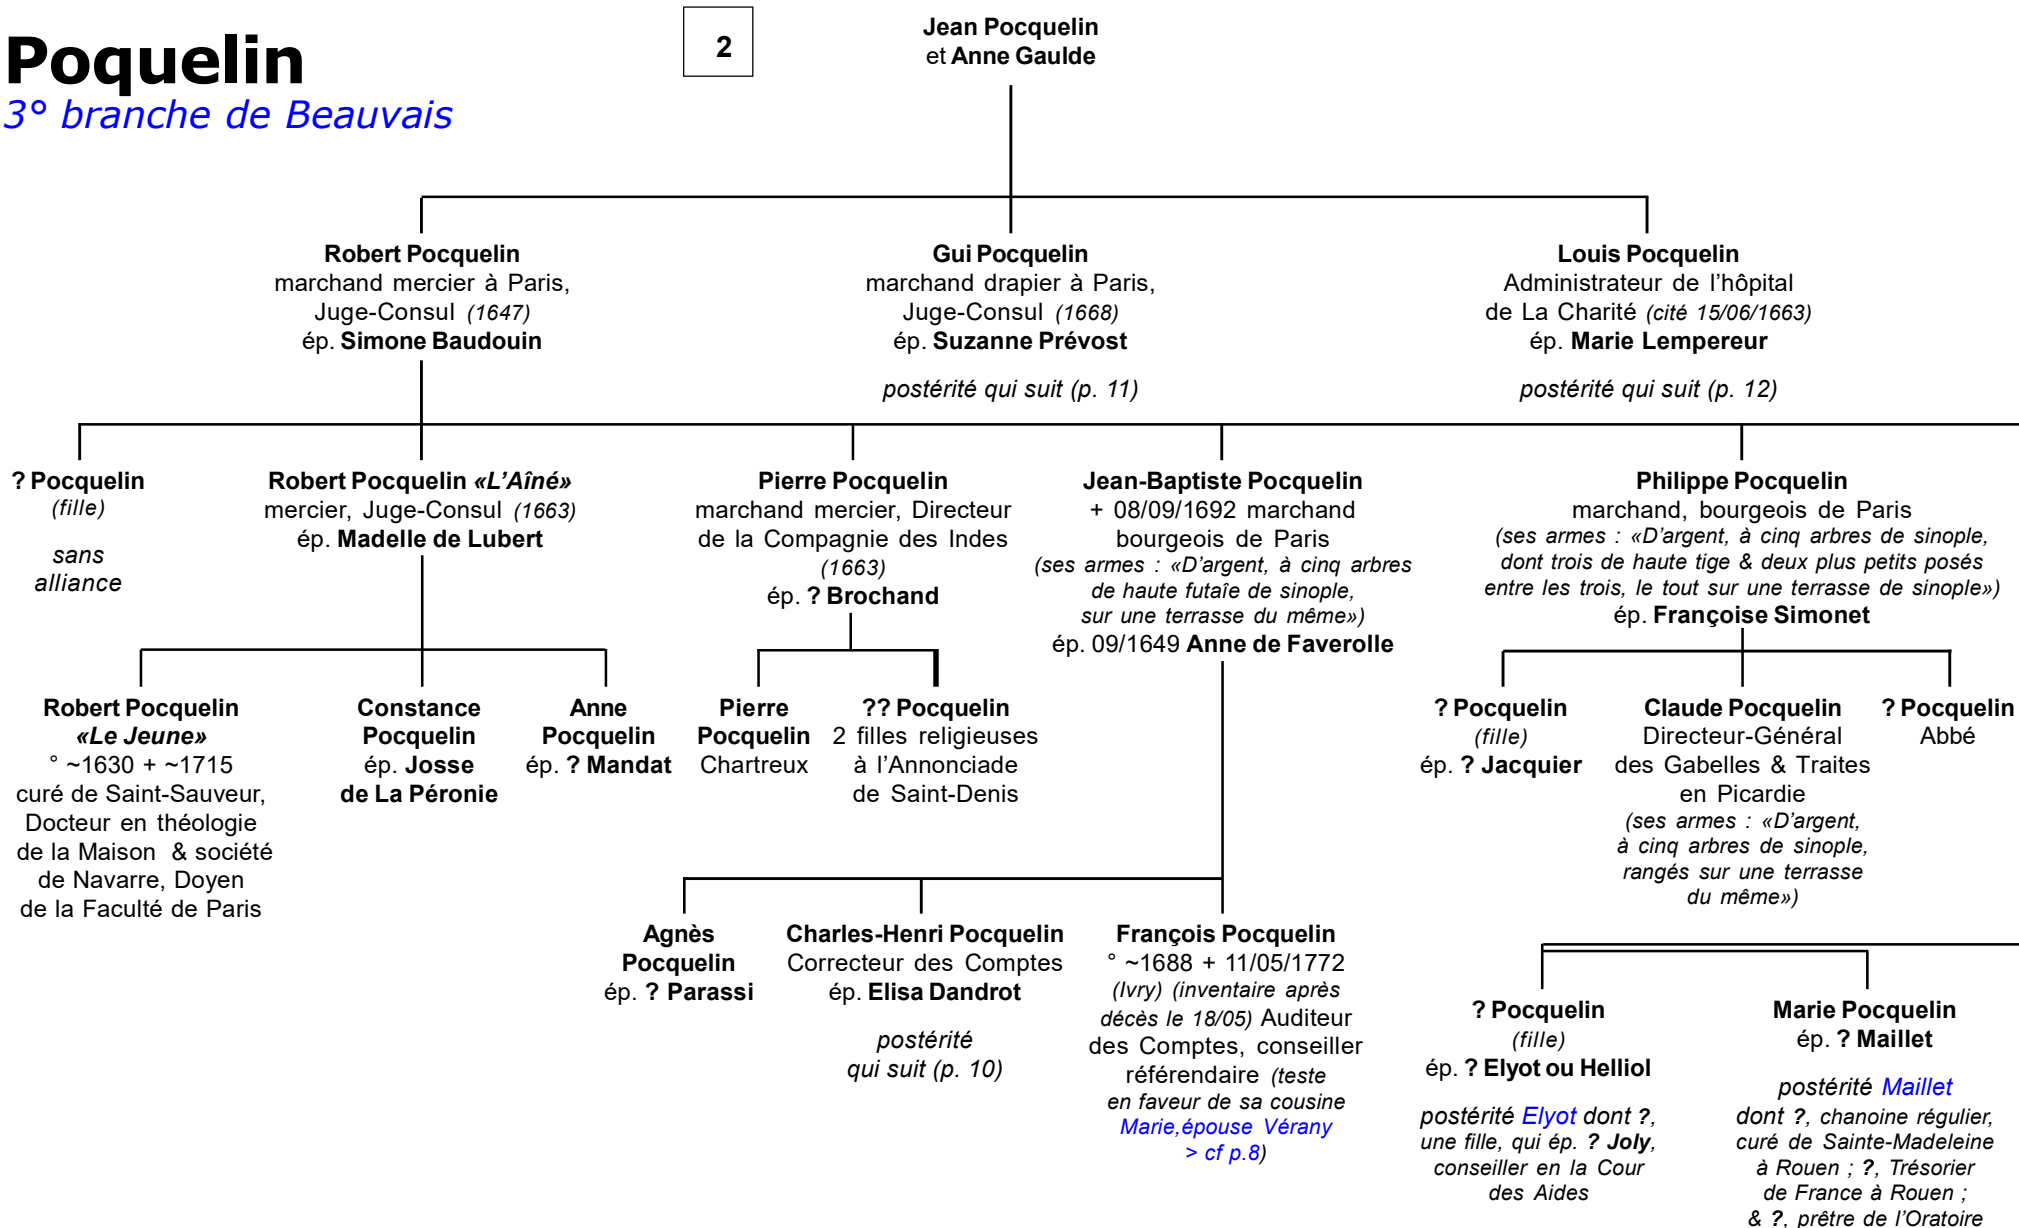 Poquelin
3° branche de Beauvais
2
Jean Pocquelin
et Anne Gaulde
Robert Pocquelin
marchand mercier à Paris,
Juge-Consul (1647)
ép. Simone Baudouin
Gui Pocquelin
marchand drapier à Paris,
Juge-Consul (1668)
ép. Suzanne Prévost
postérité qui suit (p. 11)
Louis Pocquelin
Administrateur de l'hôpital
de La Charité (cité 15/06/1663)
ép. Marie Lempereur
postérité qui suit (p. 12)
? Pocquelin
(fille)
sans
alliance
Robert Pocquelin «L'Aîné»
mercier, Juge-Consul (1663)
ép. Madelle de Lubert
Pierre Pocquelin
marchand mercier, Directeur
de la Compagnie des Indes
(1663)
ép. ? Brochand
Jean-Baptiste Pocquelin
+ 08/09/1692 marchand
bourgeois de Paris
(ses armes : «D'argent, à cinq arbres
de haute futaîe de sinople,
sur une terrasse du même»)
ép. 09/1649 Anne de Faverolle
Philippe Pocquelin
marchand, bourgeois de Paris
(ses armes : «D'argent, à cinq arbres de sinople,
dont trois de haute tige & deux plus petits posés
entre les trois, le tout sur une terrasse de sinople»)
ép. Françoise Simonet
Robert Pocquelin
«Le Jeune»
° ~1630 + ~1715
curé de Saint-Sauveur,
Docteur en théologie
de la Maison & société
de Navarre, Doyen
de la Faculté de Paris
Constance
Pocquelin
ép. Josse
de La Péronie
Anne
Pocquelin
ép. ? Mandat
Pierre
Pocquelin
Chartreux
?? Pocquelin
2 filles religieuses
à l'Annonciade
de Saint-Denis
? Pocquelin
(fille)
ép. ? Jacquier
Claude Pocquelin
Directeur-Général
des Gabelles & Traites
en Picardie
(ses armes : «D'argent,
à cinq arbres de sinople,
rangés sur une terrasse
du même»)
? Pocquelin
Abbé
Agnès
Pocquelin
ép. ? Parassi
Charles-Henri Pocquelin
Correcteur des Comptes
ép. Elisa Dandrot
postérité
qui suit (p. 10)
François Pocquelin
° ~1688 + 11/05/1772
(Ivry) (inventaire après
décès le 18/05) Auditeur
des Comptes, conseiller
référendaire (teste
en faveur de sa cousine
Marie,épouse Vérany
> cf p.8)
? Pocquelin
(fille)
ép. ? Elyot ou Helliol
postérité Elyot dont ?,
une fille, qui ép. ? Joly,
conseiller en la Cour
des Aides
Marie Pocquelin
ép. ? Maillet
postérité Maillet
dont ?, chanoine régulier,
curé de Sainte-Madeleine
à Rouen ; ?, Trésorier
de France à Rouen ;
& ?, prêtre de l'Oratoire